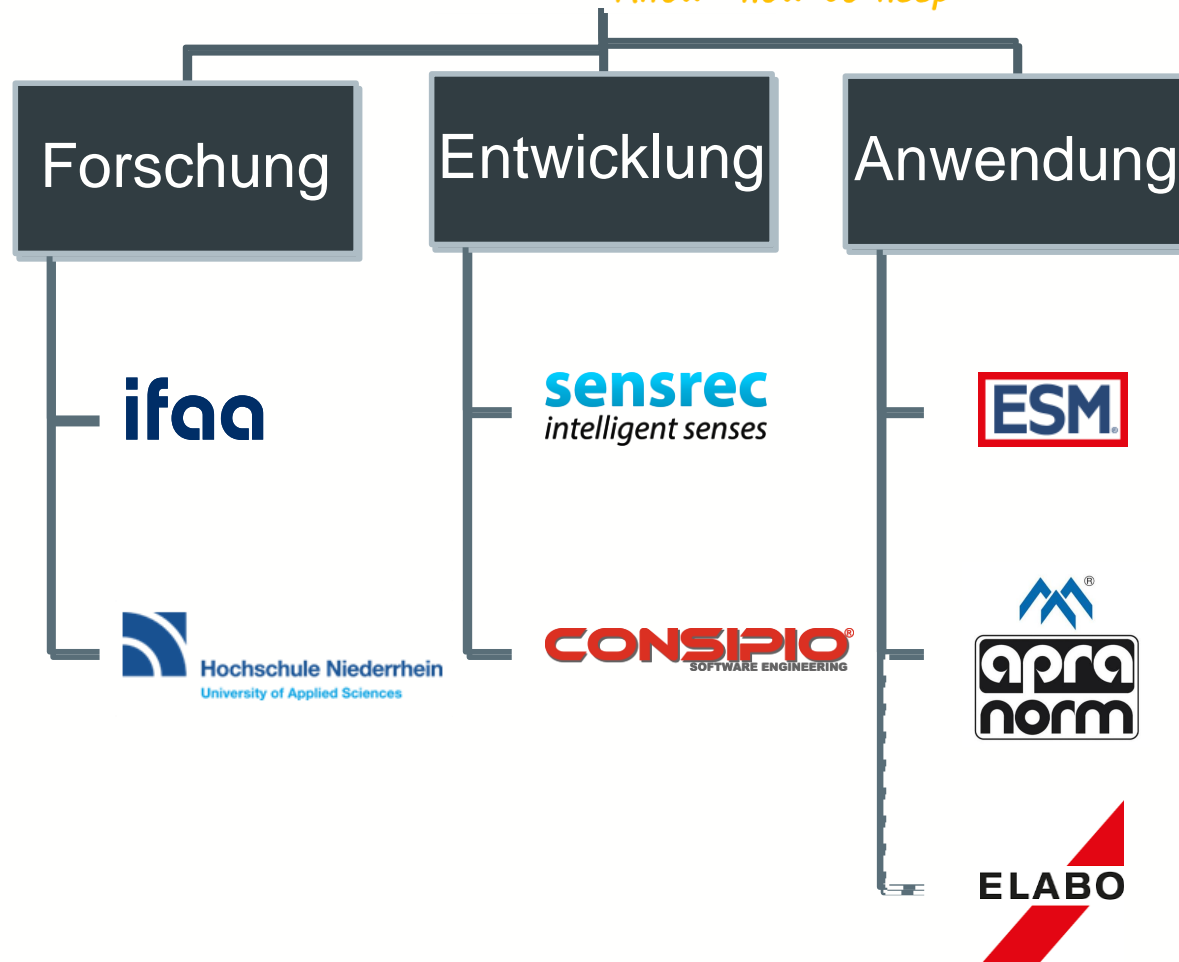 Forschung
Entwicklung
Anwendung
ifaa
sensrec
intelligent senses
ESM®
Hochschule Niederrhein
University of Applied Sciences
CONSIPIO®
SOFTWARE ENGINEERING
®
apra
norm
ELABO